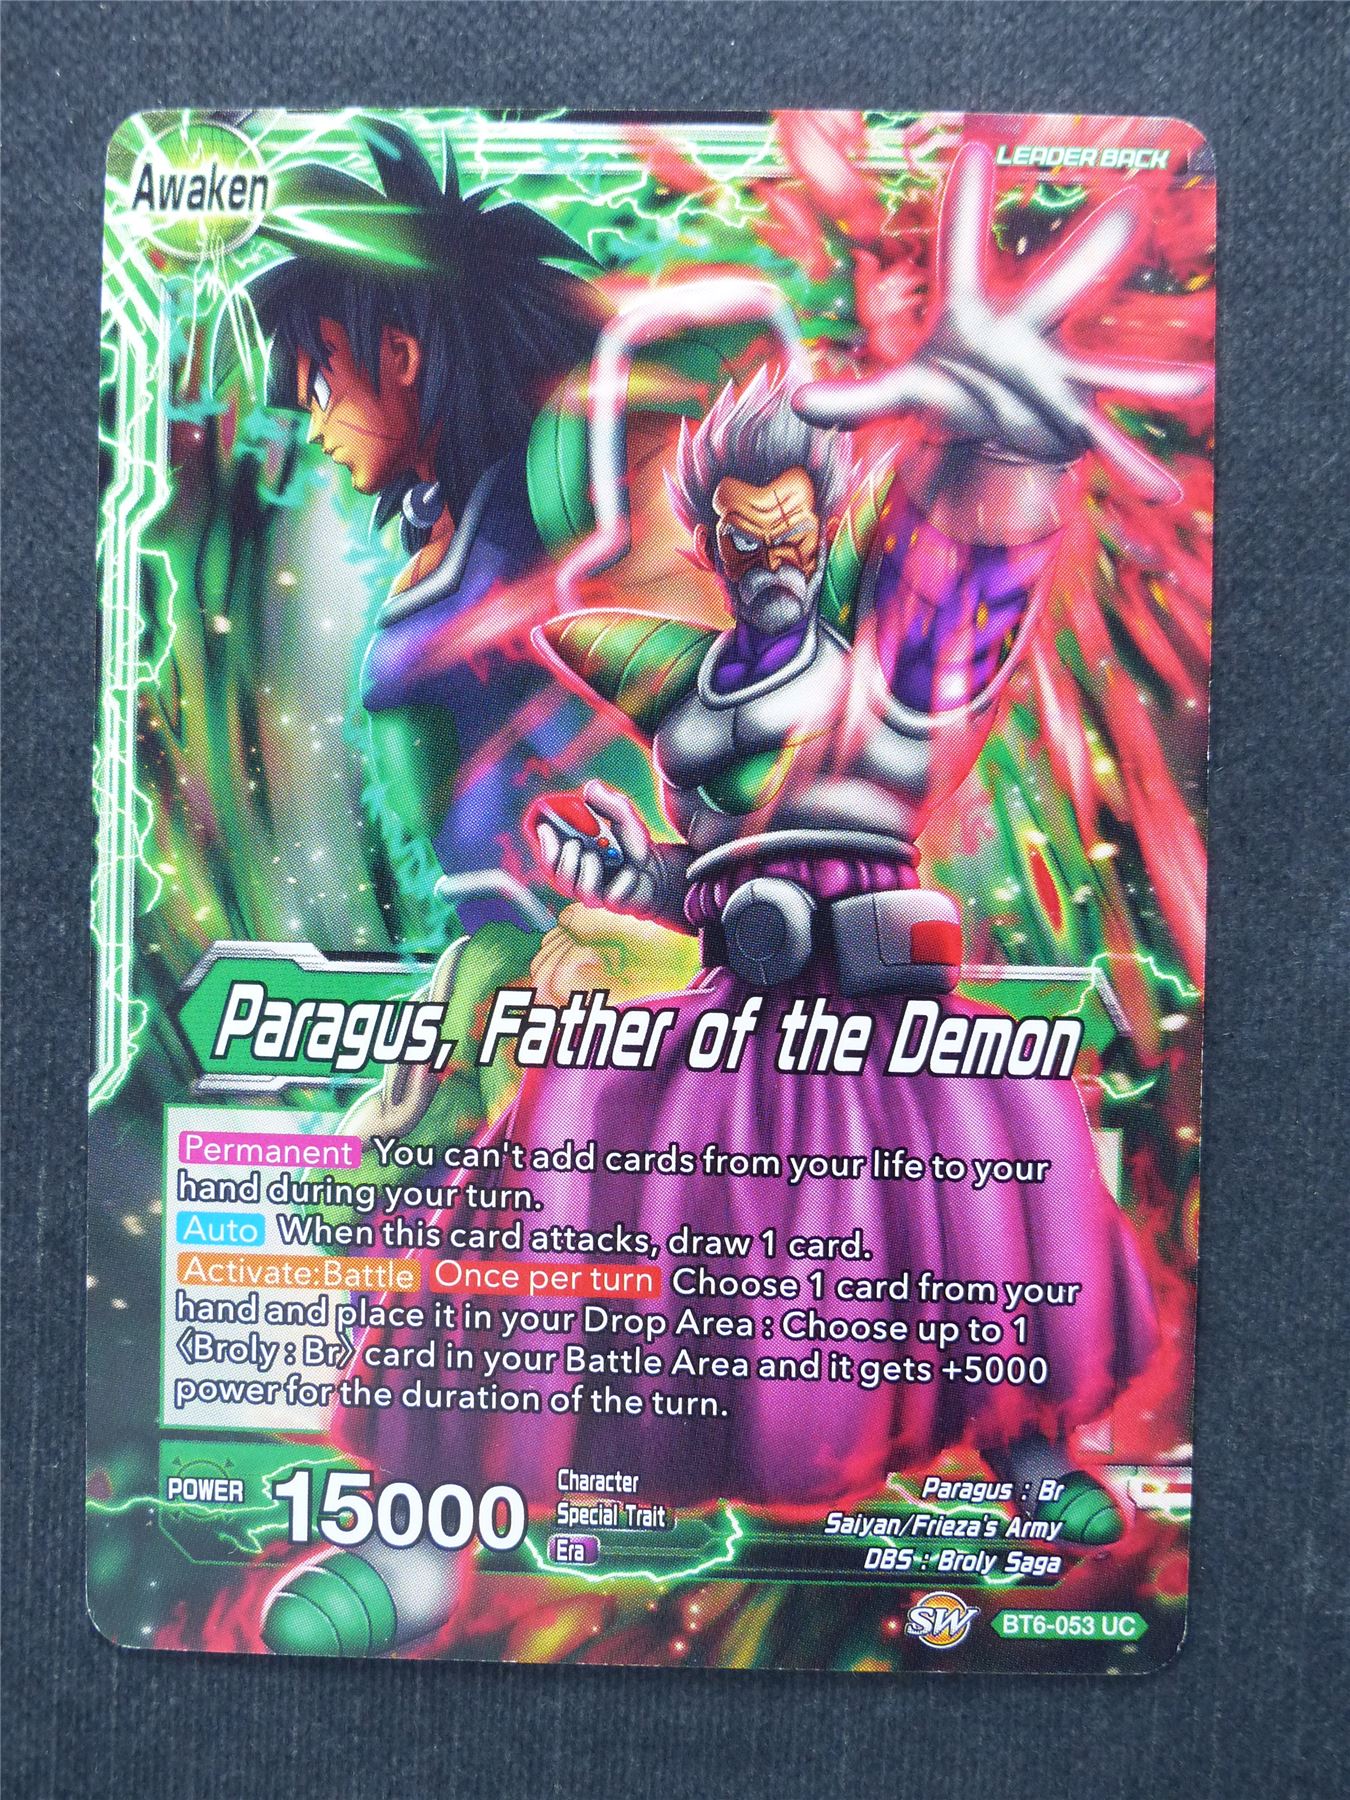 Awaken
LEADER BACK
Paragus, Father of the Demon
Permanent You can't add cards from your life to your
hand during your turn.
Auto When this card attacks, draw 1 card.
Activate:Battle Once per turn Choose 1 card from your
hand and place it in your Drop Area : Choose up to 1
《Broly : Br》 card in your Battle Area and it gets +5000
power for the duration of the turn.
POWER 15000
Character Paragus : Br
Special Trait Saiyan/Frieza's Army
Era DBS : Broly Saga
SW BT6-053 UC